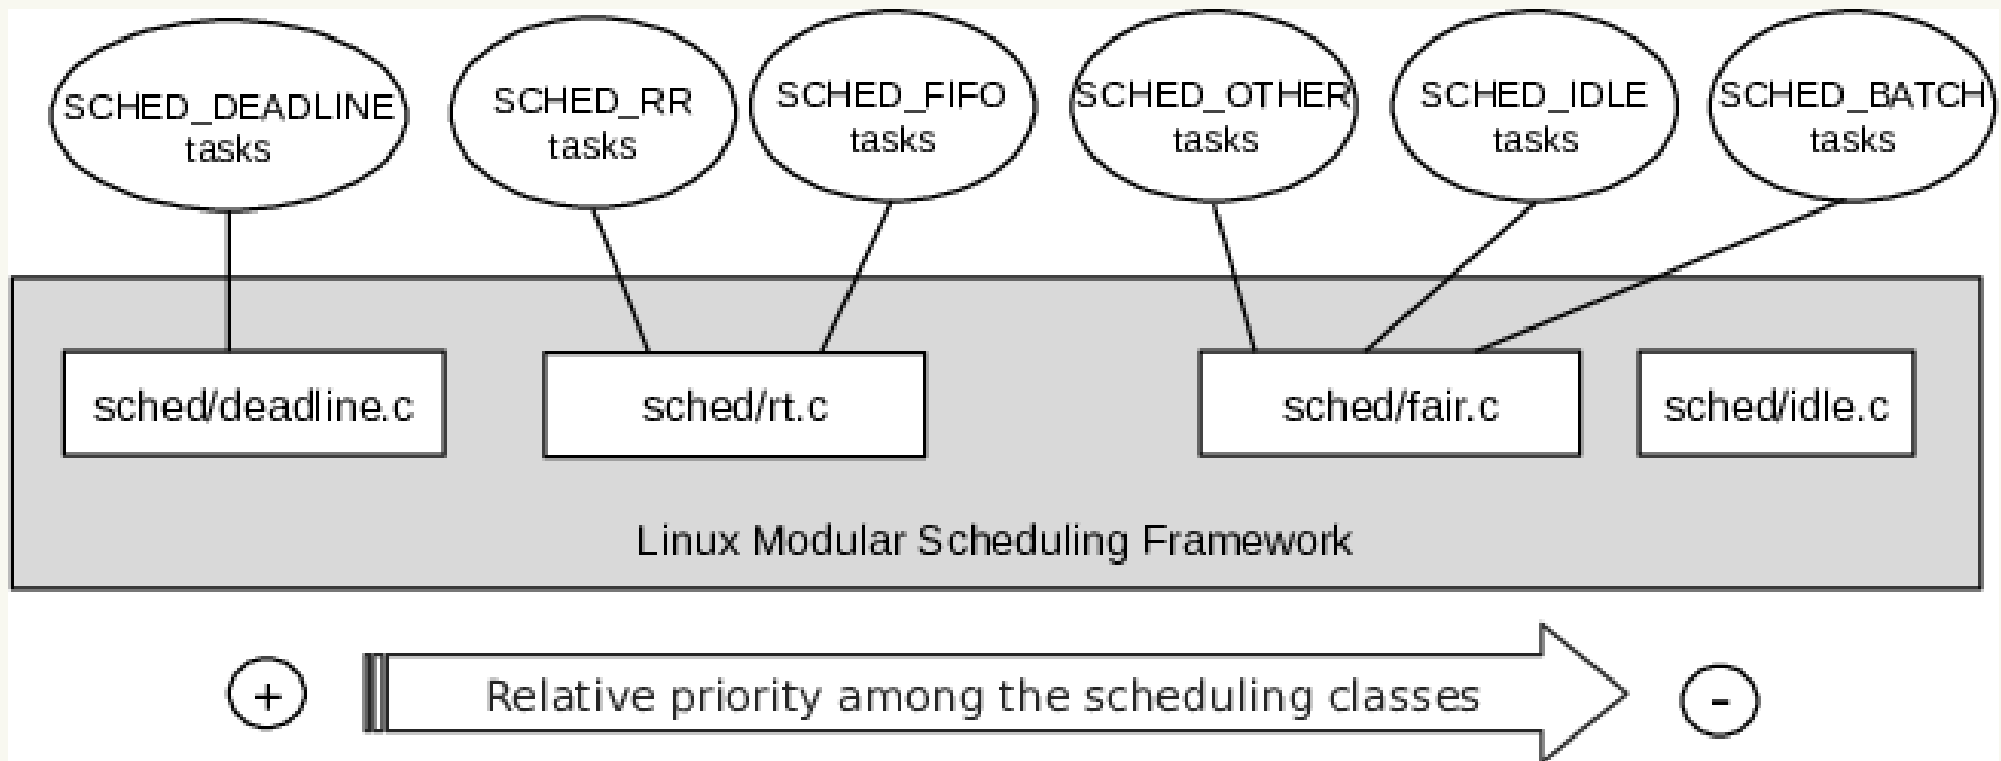 SCHED_DEADLINE
tasks
SCHED_RR
tasks
SCHED_FIFO
tasks
SCHED_OTHER
tasks
SCHED_IDLE
tasks
SCHED_BATCH
tasks
sched/deadline.c
sched/rt.c
sched/fair.c
sched/idle.c
Linux Modular Scheduling Framework
+
Relative priority among the scheduling classes
-